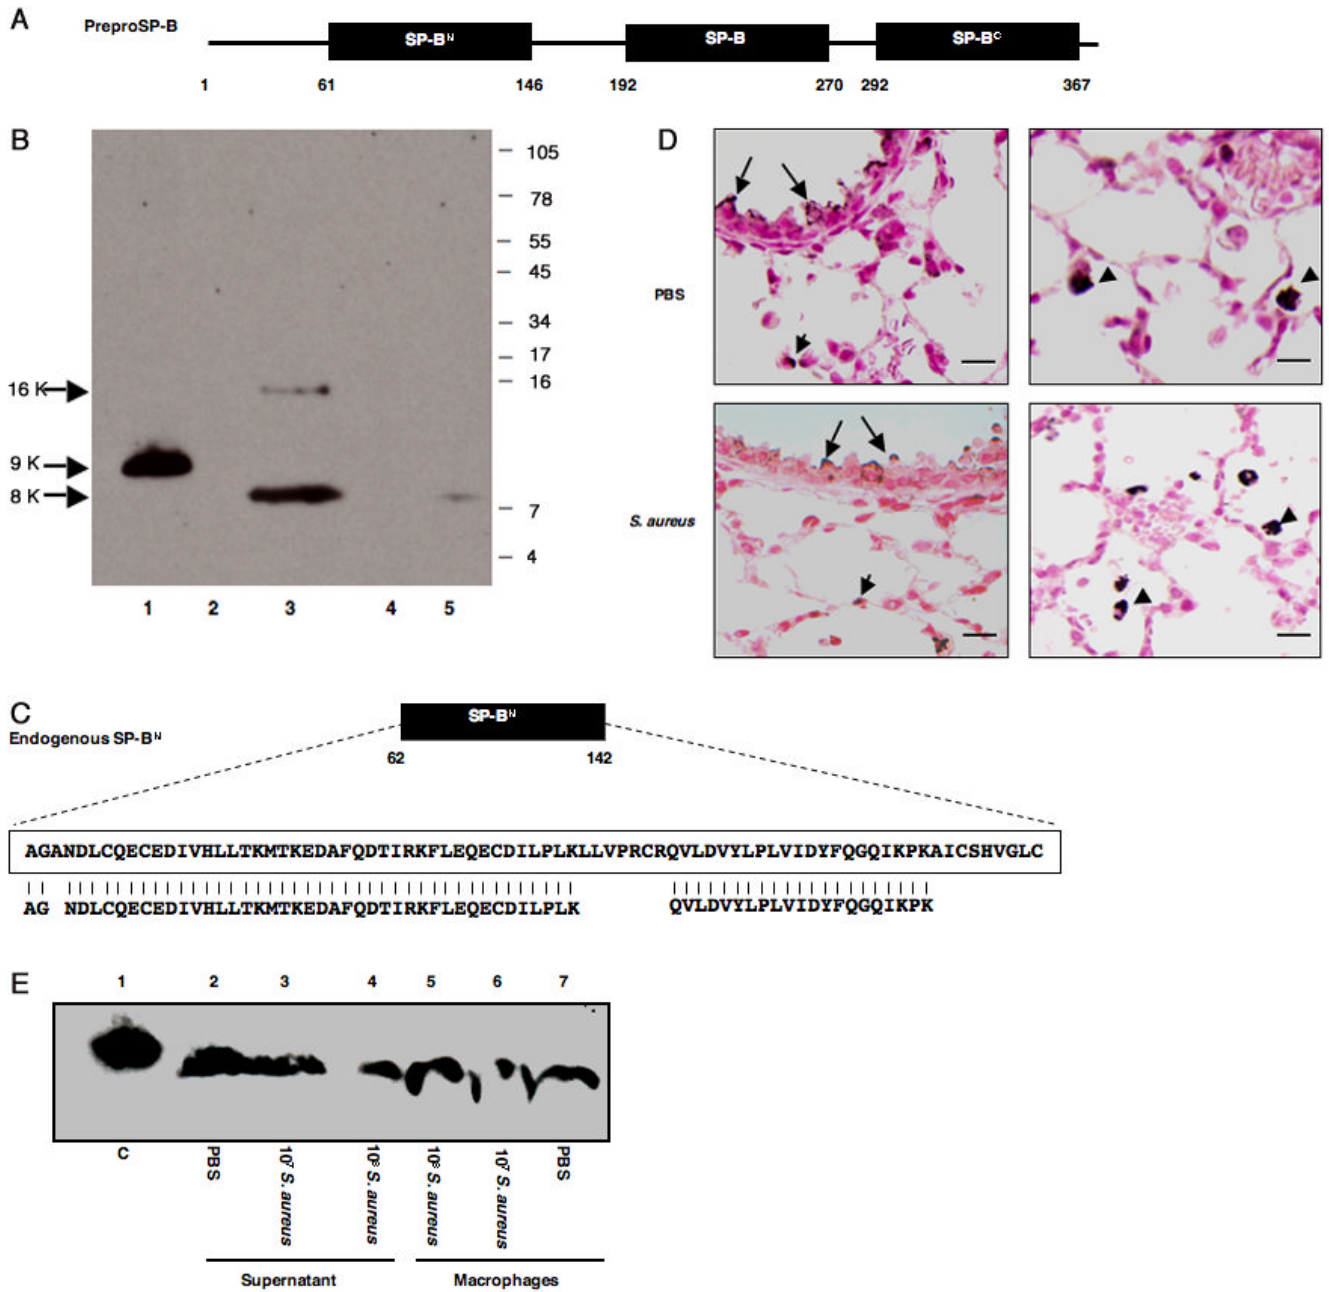 A
PreproSP-B
SP-Bᴺ
SP-B
SP-Bᶜ
1
61
146
192
270
292
367
B
105
78
55
45
34
17
16
7
4
16 K
9 K
8 K
1 2 3 4 5
D
PBS
S. aureus
C
Endogenous SP-Bᴺ
SP-Bᴺ
62
142
AGANDLCQECEDIVHLLTKMTKEDAFQDTIRKFLEQECDILPLKLLVPRCRQVLDVYLPLVIDYFQGQIKPKAICSHVGLC
AG NDLCQECEDIVHLLTKMTKEDAFQDTIRKFLEQECDILPLK QVLDVYLPLVIDYFQGQIKPK
E
1 2 3 4 5 6 7
C
PBS
10⁷ S. aureus
10⁹ S. aureus
10⁹ S. aureus
10⁷ S. aureus
PBS
Supernatant
Macrophages